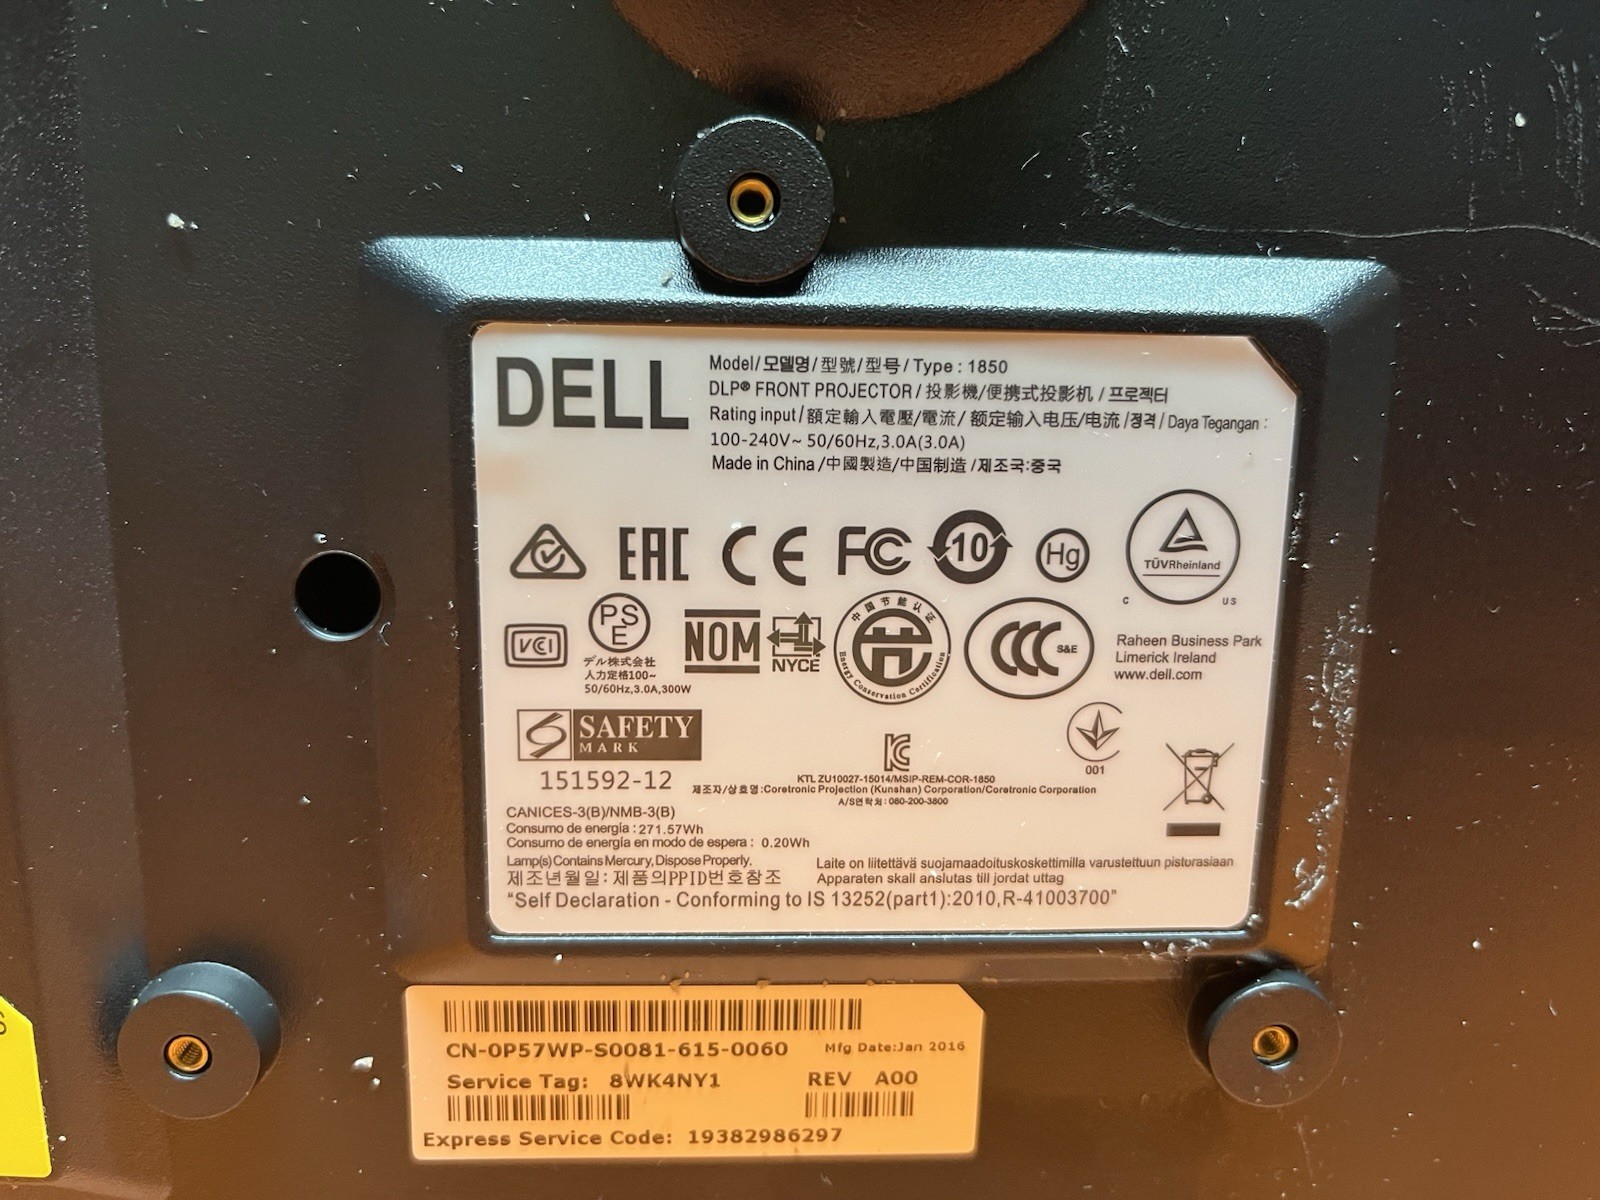 DELL
Model/모델명/型號/型号/Type : 1850
DLP® FRONT PROJECTOR / 投影機/便携式投影机 / 프로젝터
Rating input / 額定輸入電壓/電流/ 额定输入电压/电流 /정격/ Daya Tegangan :
100-240V~ 50/60Hz,3.0A(3.0A)
Made in China /中國製造/中国制造 /제조국:중국
EAC CE FC 10 Hg
TÜVRheinland
C US
VCI
PSE
デル株式会社
入力定格100~
50/60Hz,3.0A,300W
NOM
NYCE
中国节能认证
Energy Conservation Certification
CCC S&E
Raheen Business Park
Limerick Ireland
www.dell.com
SAFETY
MARK
151592-12
KC
001
KTL ZU10027-15014/MSIP-REM-COR-1850
제조자/상호명:Coretronic Projection (Kunshan) Corporation/Coretronic Corporation
A/S연락처: 080-200-3800
CANICES-3(B)/NMB-3(B)
Consumo de energía : 271.57Wh
Consumo de energía en modo de espera : 0.20Wh
Lamp(s) Contains Mercury, Dispose Properly.
제조년월일: 제품의PPID번호참조
Laite on liitettävä suojamaadoituskoskettimilla varustettuun pistorasiaan
Apparaten skall anslutas till jordat uttag
"Self Declaration - Conforming to IS 13252(part1):2010,R-41003700"
CN-0P57WP-S0081-615-0060 Mfg Date:Jan 2016
Service Tag: 8WK4NY1 REV A00
Express Service Code: 19382986297